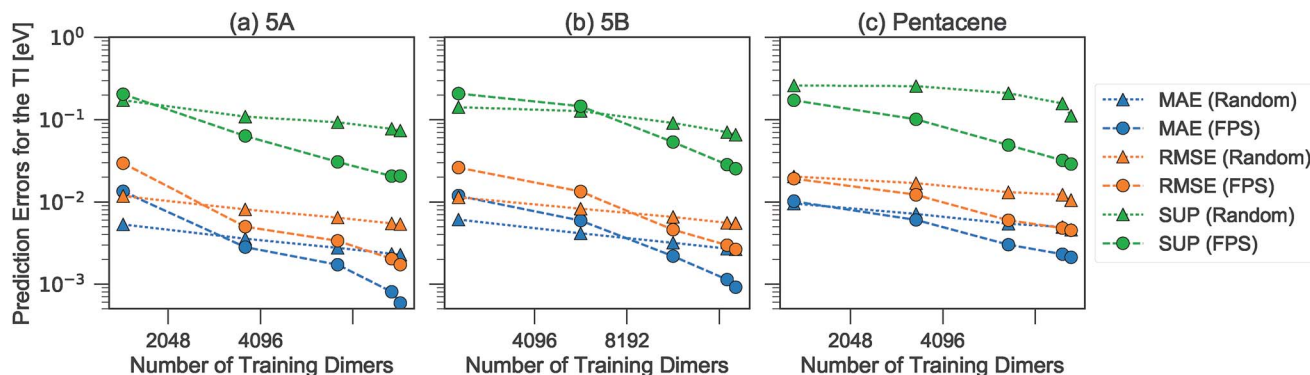 (a) 5A
(b) 5B
(c) Pentacene
Prediction Errors for the TI [eV]
10⁰
10⁻¹
10⁻²
10⁻³
2048 4096
4096 8192
2048 4096
Number of Training Dimers
Number of Training Dimers
Number of Training Dimers
MAE (Random)
MAE (FPS)
RMSE (Random)
RMSE (FPS)
SUP (Random)
SUP (FPS)